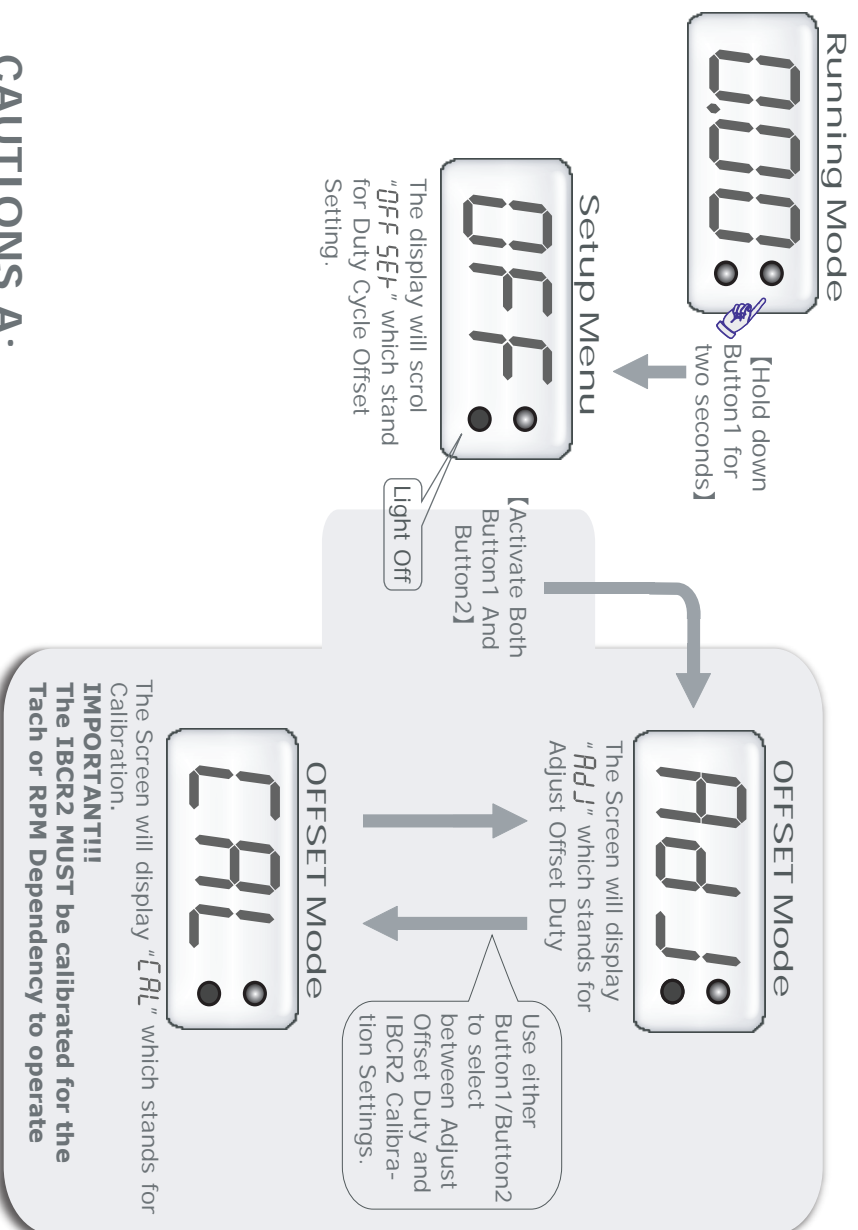 Running Mode
0.00
【Hold down
Button1 for
two seconds】
Setup Menu
OFF
The display will scrol
"OFF SEt" which stand
for Duty Cycle Offset
Setting.
Light Off
【Activate Both
Button1 And
Button2】
OFFSET Mode
AdJ
The Screen will display
"AdJ" which stands for
Adjust Offset Duty
Use either
Button1/Button2
to select
between Adjust
Offset Duty and
IBCR2 Calibra-
tion Settings.
OFFSET Mode
CAL
The Screen will display "CAL" which stands for
Calibration.
IMPORTANT!!!
The IBCR2 MUST be calibrated for the
Tach or RPM Dependency to operate
CAUTIONS A: